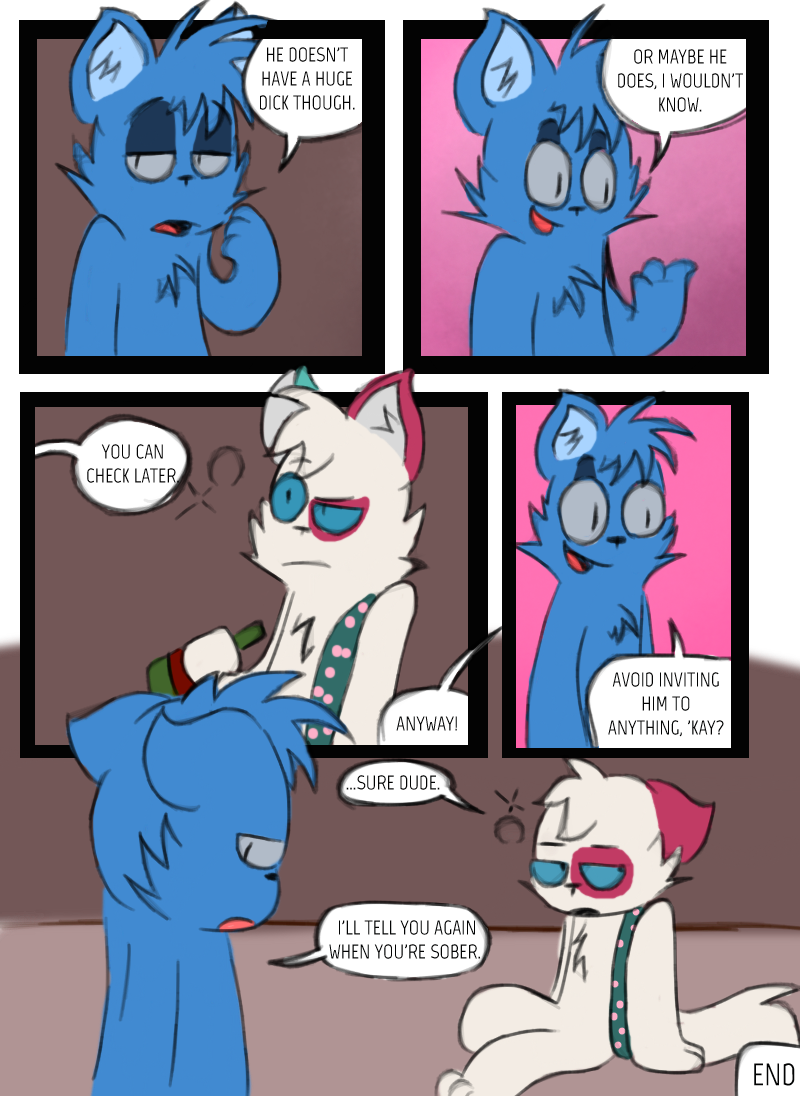 HE DOESN'T
HAVE A HUGE
DICK THOUGH.
OR MAYBE HE
DOES, I WOULDN'T
KNOW.
YOU CAN
CHECK LATER.
ANYWAY!
AVOID INVITING
HIM TO
ANYTHING, 'KAY?
...SURE DUDE.
I'LL TELL YOU AGAIN
WHEN YOU'RE SOBER.
END